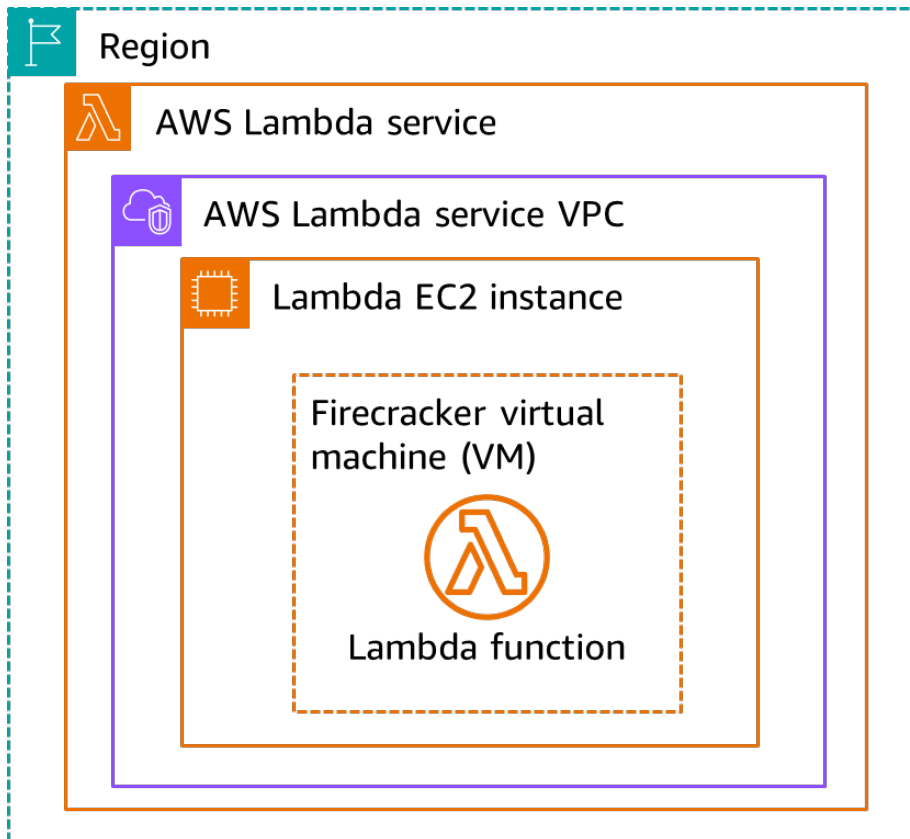 Region
AWS Lambda service
AWS Lambda service VPC
Lambda EC2 instance
Firecracker virtual
machine (VM)
Lambda function